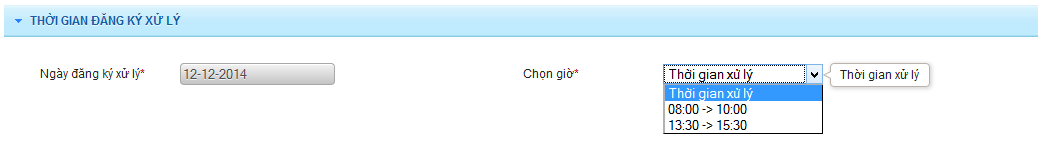 THỜI GIAN ĐĂNG KÝ XỬ LÝ
Ngày đăng ký xử lý* 12-12-2014 Chọn giờ* Thời gian xử lý Thời gian xử lý
Thời gian xử lý
08:00 -> 10:00
13:30 -> 15:30